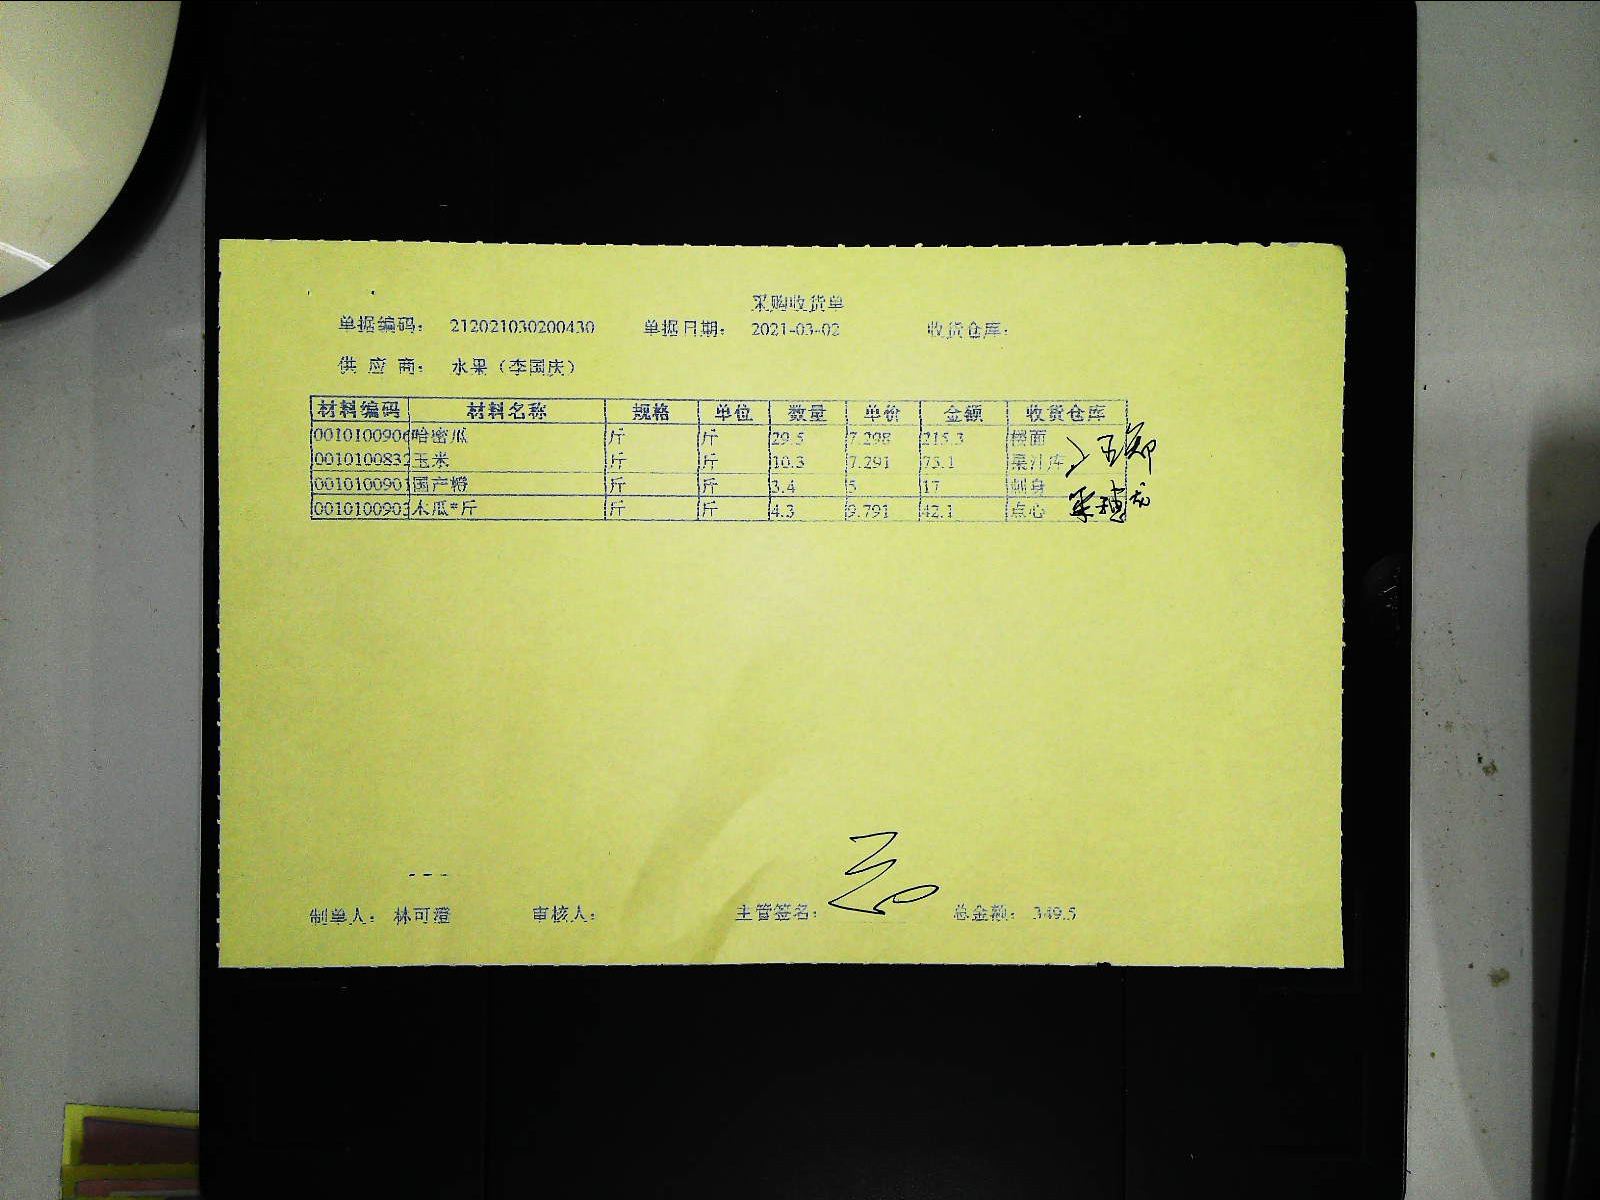 采购收货单
单据编码： 212021030200430 单据日期： 2021-03-02 收货仓库：
供 应 商： 水果（李国庆）
材料编码 材料名称 规格 单位 数量 单价 金额 收货仓库
0010100906 哈密瓜 斤 斤 29.5 7.298 215.3 楼面
0010100832 玉米 斤 斤 10.3 7.291 75.1 果汁库
001010090 国产橙 斤 斤 3.4 5 17 刺身
0010100903 木瓜*斤 斤 斤 4.3 9.791 42.1 点心
制单人： 林可澄 审核人： 主管签名： 总金额： 349.5